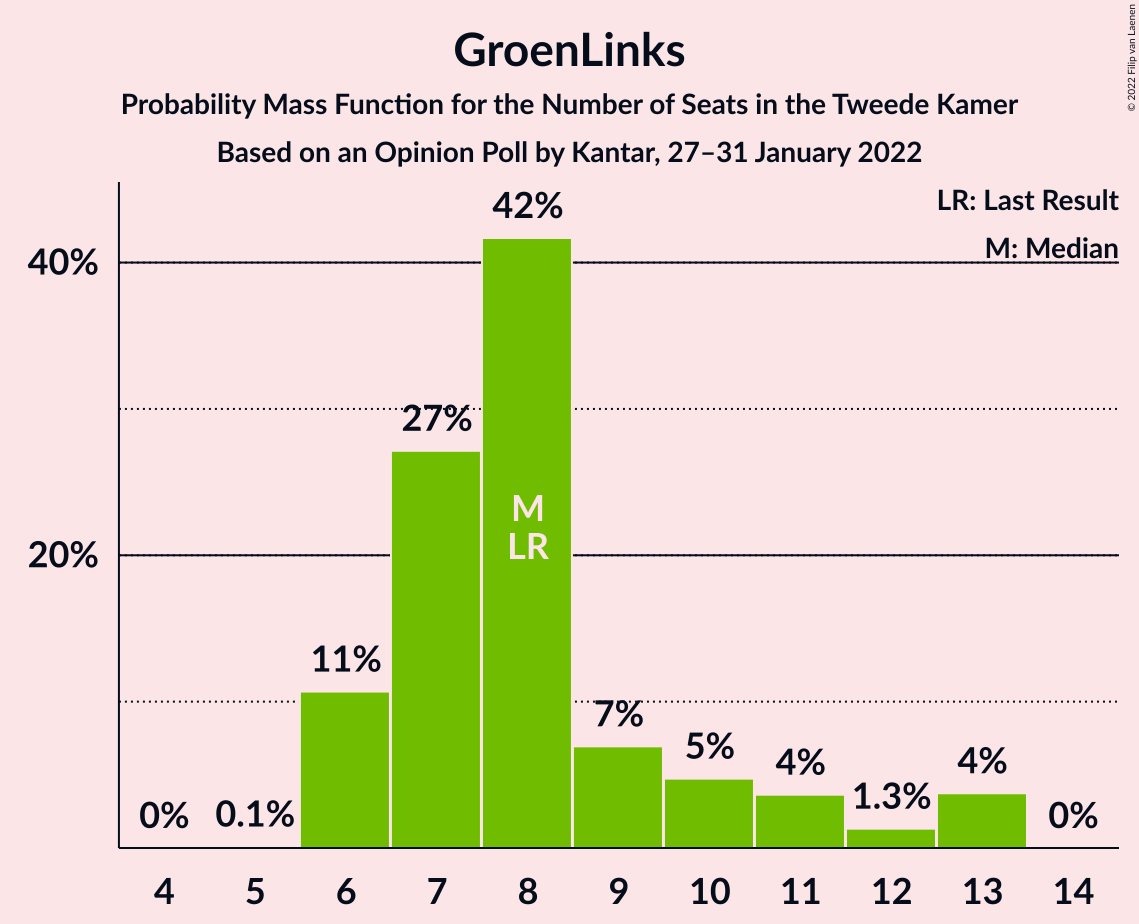 GroenLinks
Probability Mass Function for the Number of Seats in the Tweede Kamer
Based on an Opinion Poll by Kantar, 27–31 January 2022
© 2022 Filip van Laenen
LR: Last Result
M: Median
40%
20%
0%
0.1%
11%
27%
42%
M
LR
7%
5%
4%
1.3%
4%
0%
4 5 6 7 8 9 10 11 12 13 14